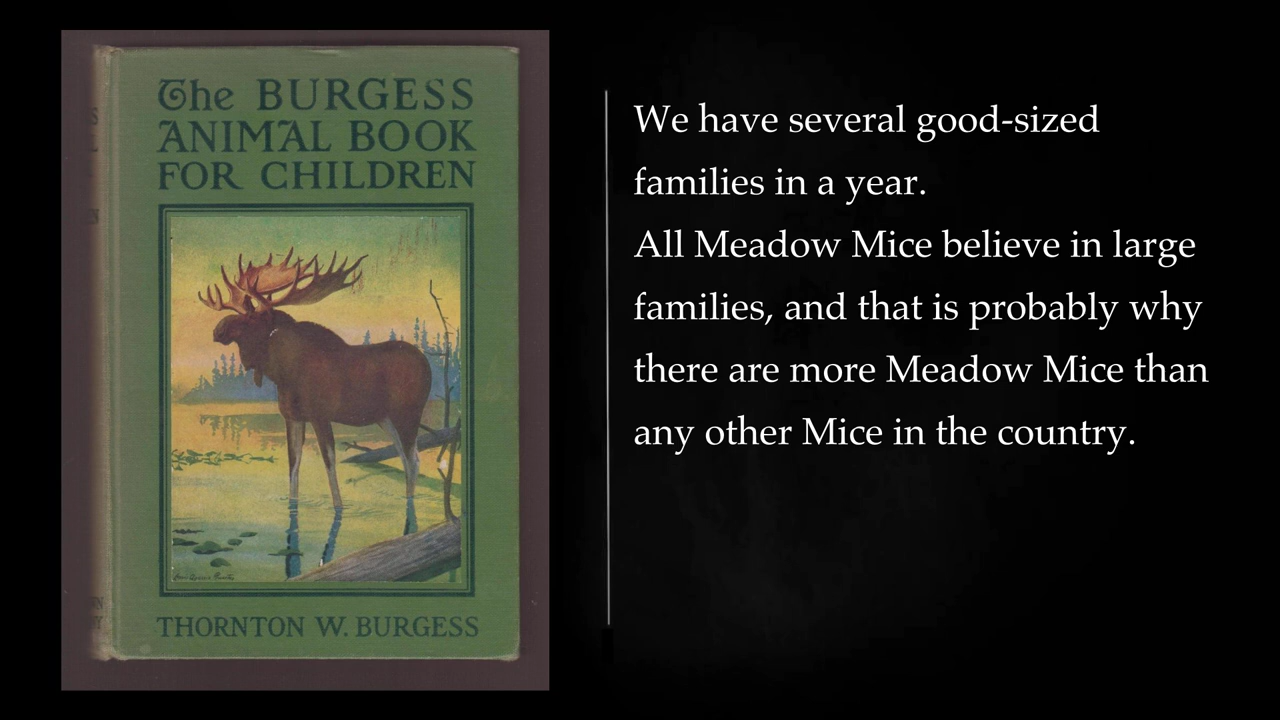 The BURGESS
ANIMAL BOOK
FOR CHILDREN
THORNTON W. BURGESS
We have several good-sized
families in a year.
All Meadow Mice believe in large
families, and that is probably why
there are more Meadow Mice than
any other Mice in the country.